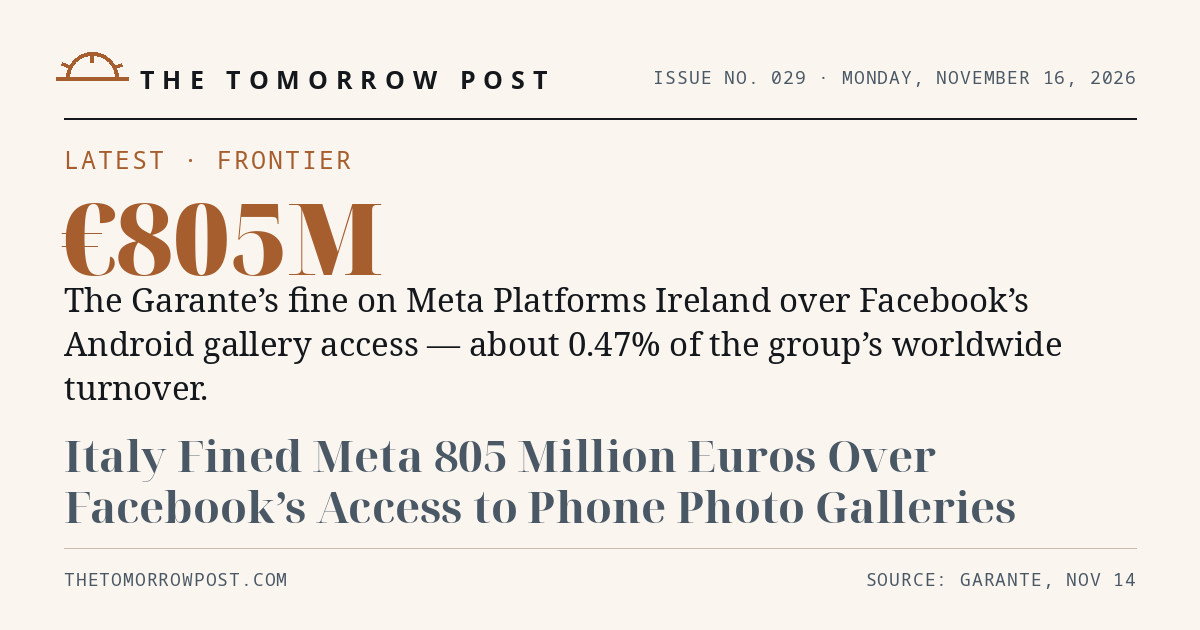 THE TOMORROW POST
ISSUE NO. 029 · MONDAY, NOVEMBER 16, 2026
LATEST · FRONTIER
€805M
The Garante’s fine on Meta Platforms Ireland over Facebook’s
Android gallery access — about 0.47% of the group’s worldwide
turnover.
Italy Fined Meta 805 Million Euros Over
Facebook’s Access to Phone Photo Galleries
THETOMORROWPOST.COM
SOURCE: GARANTE, NOV 14